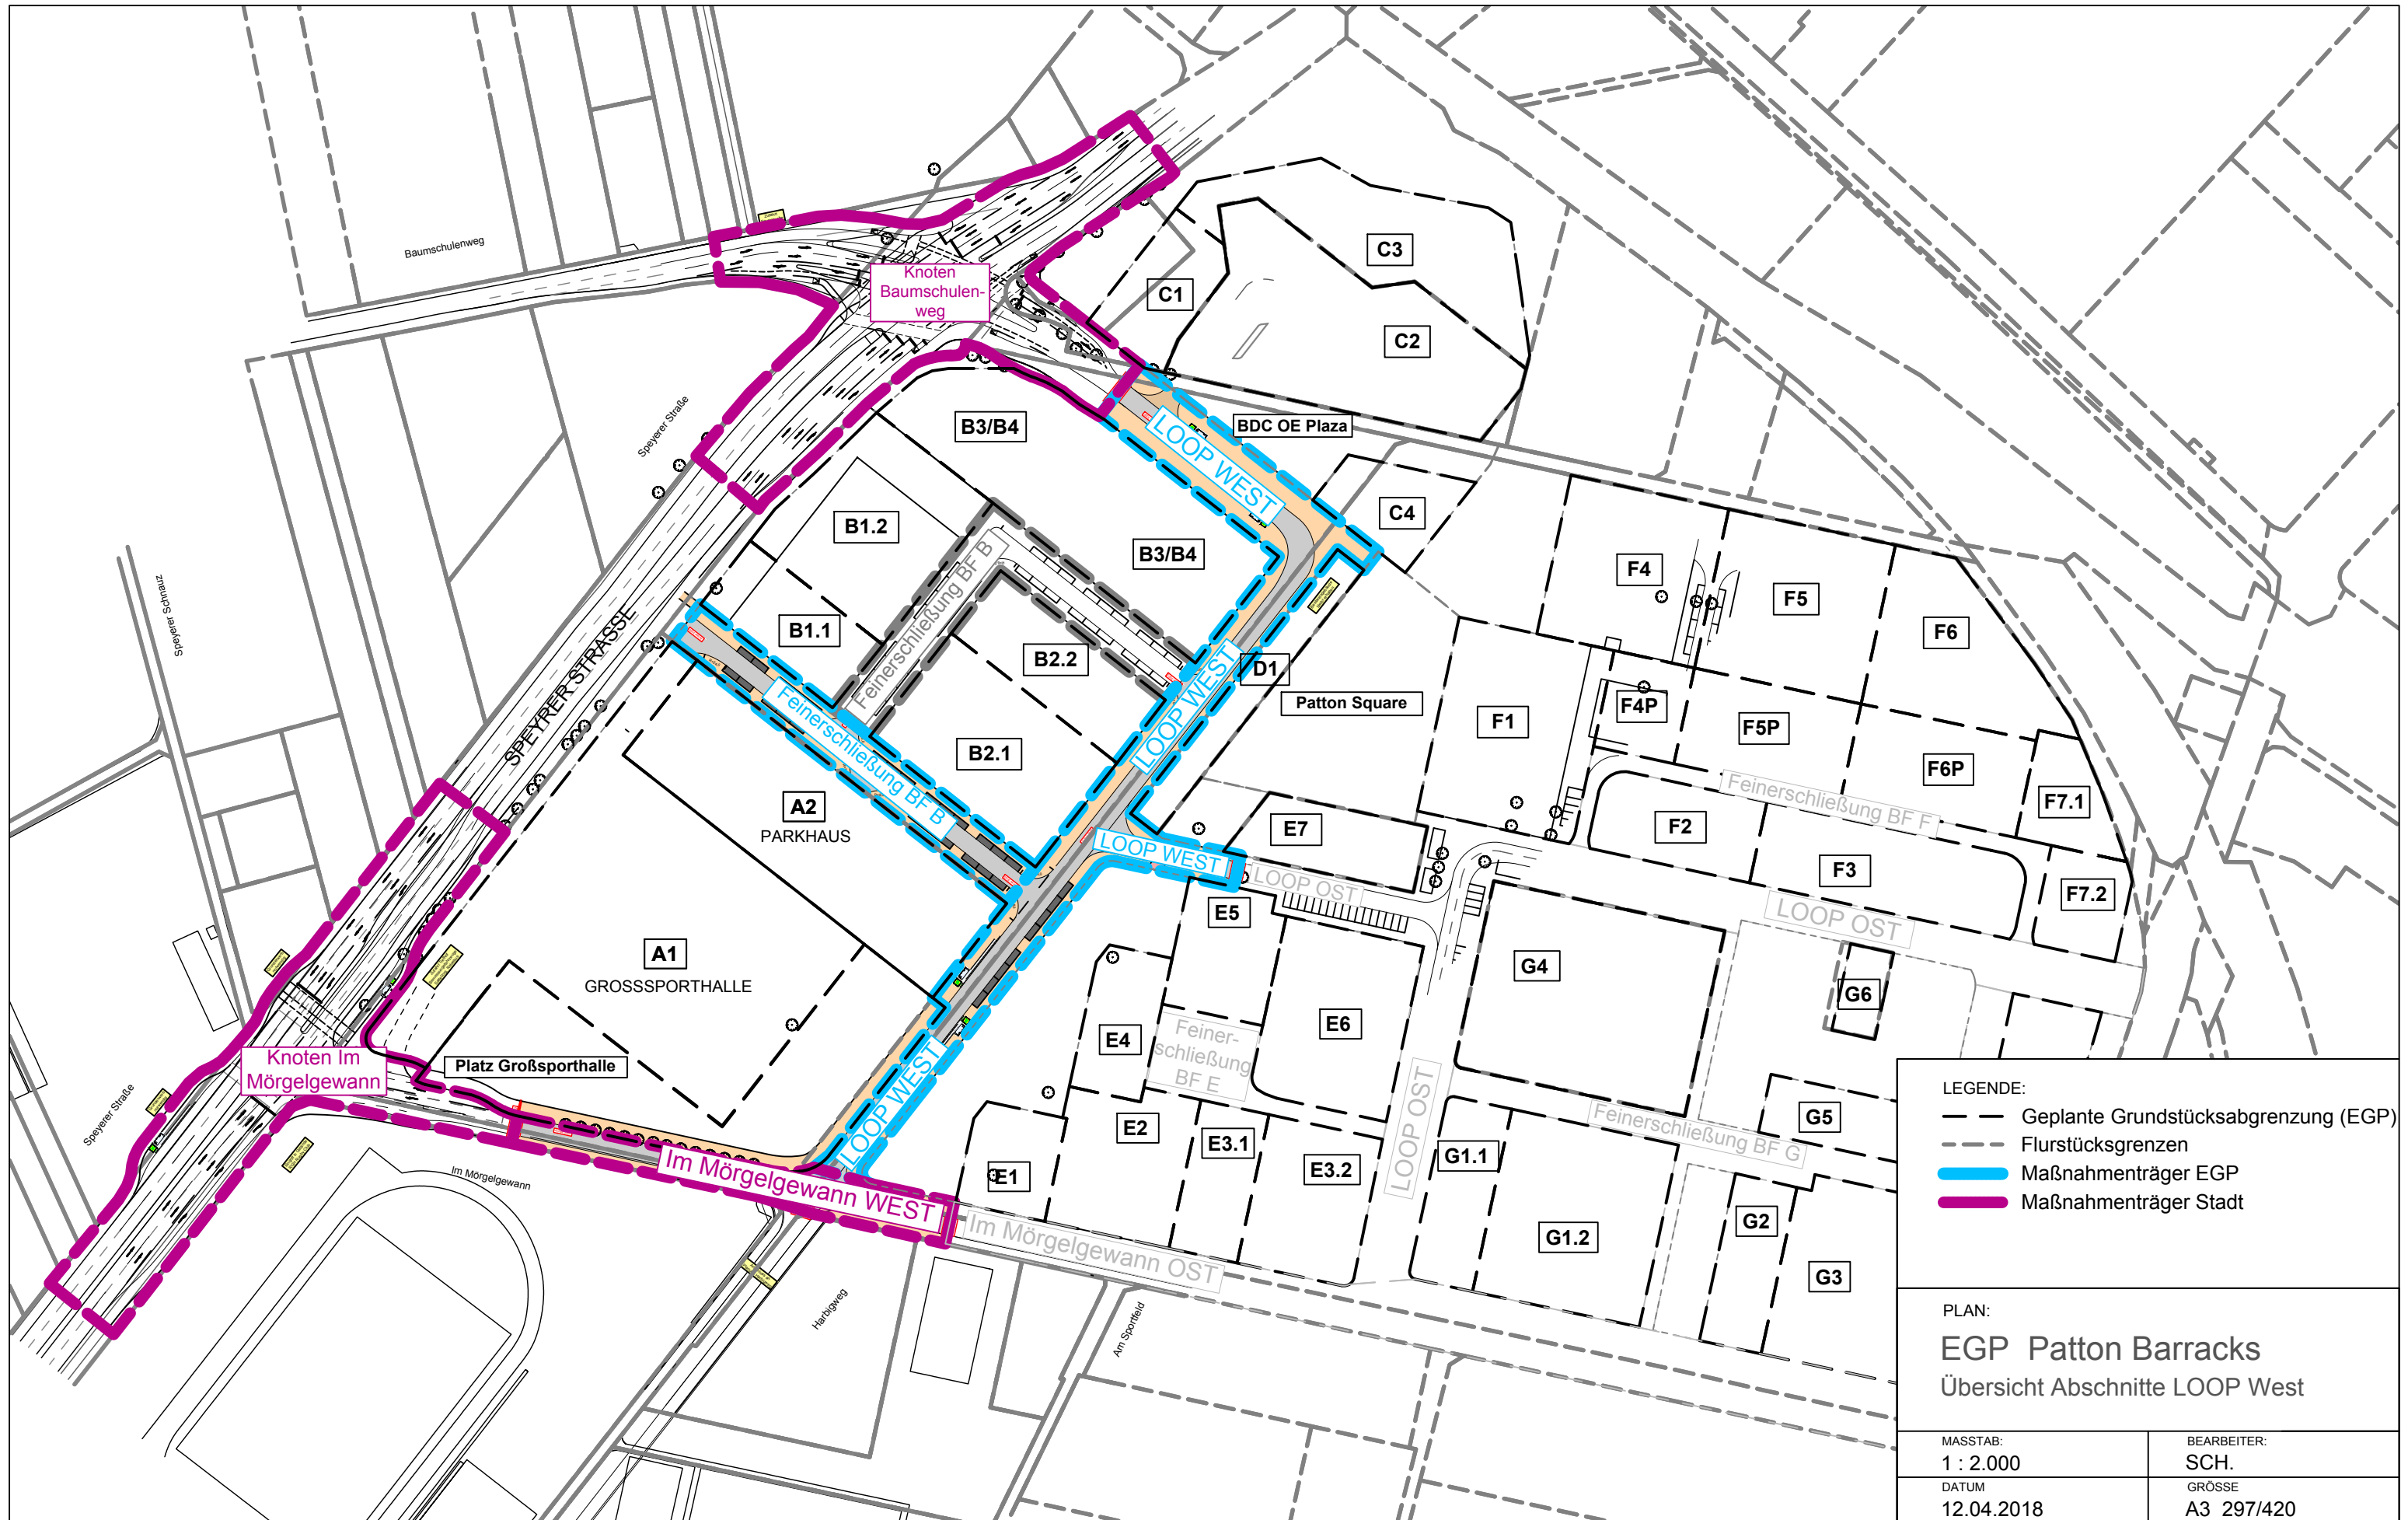 Baumschulenweg
Knoten
Baumschulen-
weg
C3
C1
C2
Speyerer Straße
B3/B4
LOOP WEST
BDC OE Plaza
C4
B1.2
B3/B4
Feinerschließung BF B
F4
F5
F6
Speyerer Schnauz
B1.1
B2.2
LOOP WEST
D1
Patton Square
SPEYRER STRASSE
Feinerschließung BF B
B2.1
F1
F4P
F5P
F6P
F7.1
A2
PARKHAUS
Feinerschließung BF F
E7
F2
LOOP WEST
LOOP OST
F3
F7.2
E5
LOOP OST
A1
GROSSSPORTHALLE
G4
G6
E4
Feiner-
schließung
BF E
E6
Knoten Im
Mörgelgewann
Platz Großsporthalle
LOOP WEST
LOOP OST
Speyerer Straße
Im Mörgelgewann
Im Mörgelgewann WEST
E1
E2
E3.1
E3.2
G1.1
Feinerschließung BF G
G5
G2
G1.2
G3
Im Mörgelgewann OST
Harbigweg
Am Sportfeld
LEGENDE:
Geplante Grundstücksabgrenzung (EGP)
Flurstücksgrenzen
Maßnahmenträger EGP
Maßnahmenträger Stadt
PLAN:
EGP Patton Barracks
Übersicht Abschnitte LOOP West
MASSTAB:
1 : 2.000
BEARBEITER:
SCH.
DATUM
12.04.2018
GRÖSSE
A3 297/420